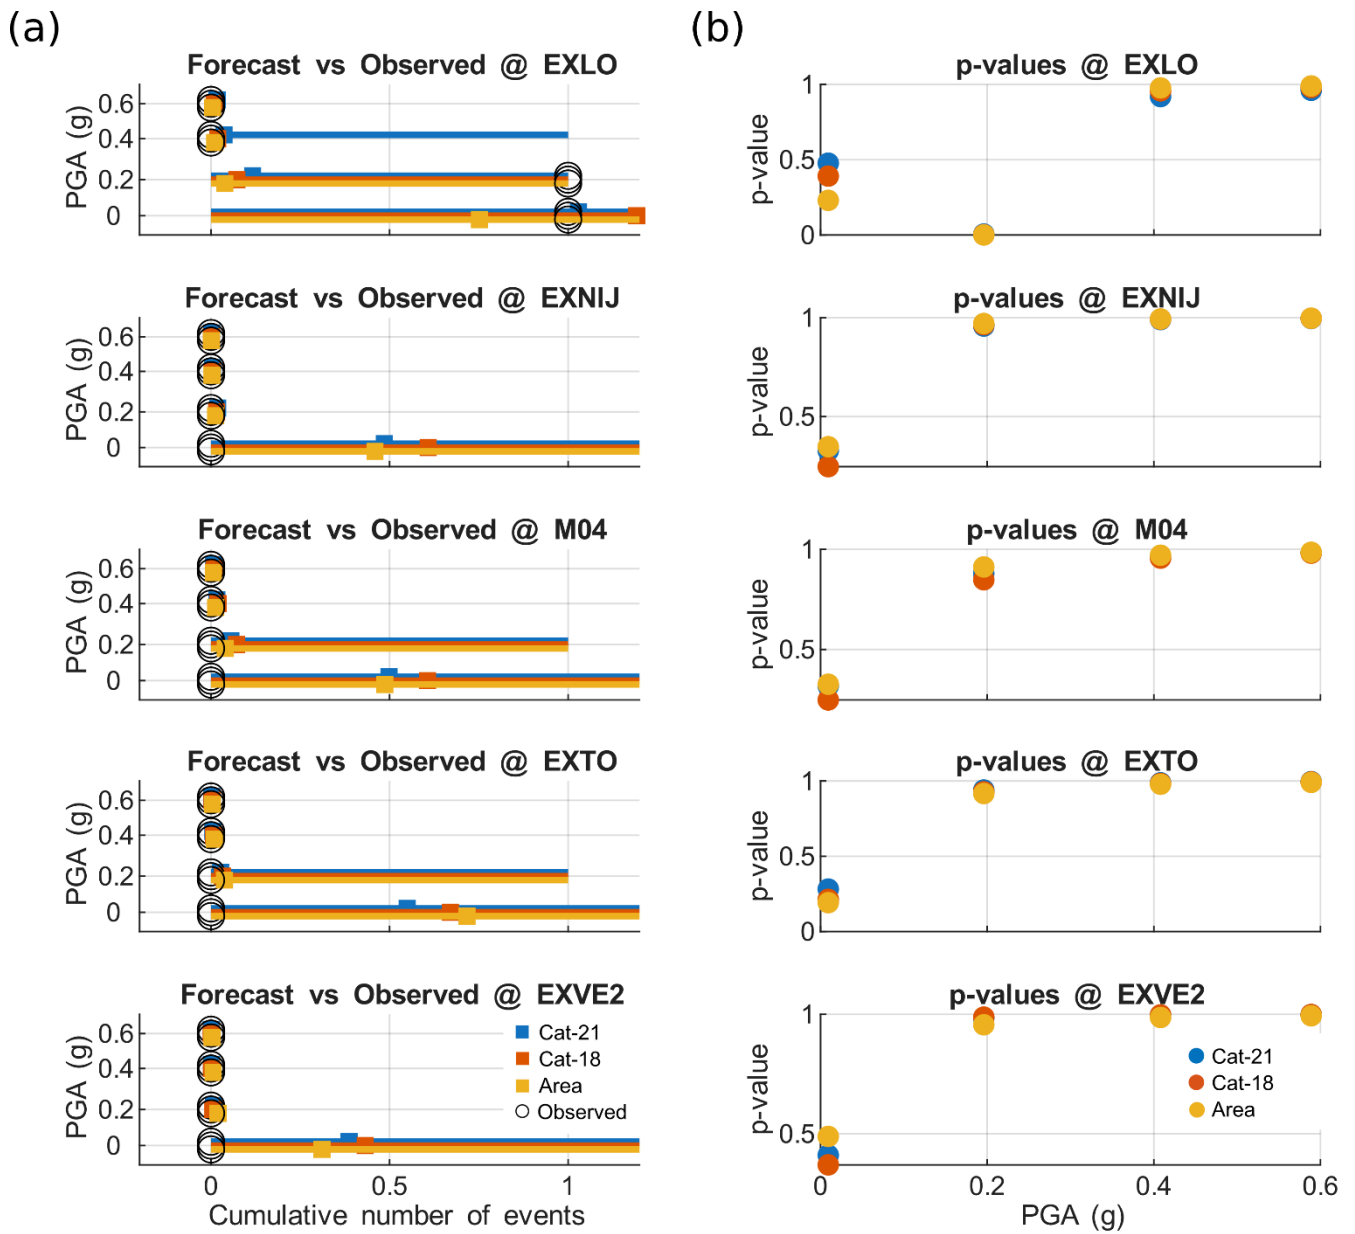 (a)
Forecast vs Observed @ EXLO
PGA (g)
0.6
0.4
0.2
0
Forecast vs Observed @ EXNIJ
PGA (g)
0.6
0.4
0.2
0
Forecast vs Observed @ M04
PGA (g)
0.6
0.4
0.2
0
Forecast vs Observed @ EXTO
PGA (g)
0.6
0.4
0.2
0
Forecast vs Observed @ EXVE2
PGA (g)
0.6
0.4
0.2
0
Cat-21
Cat-18
Area
Observed
0 0.5 1
Cumulative number of events
(b)
p-values @ EXLO
p-value
1
0.5
0
p-values @ EXNIJ
p-value
1
0.5
p-values @ M04
p-value
1
0.5
p-values @ EXTO
p-value
1
0.5
0
p-values @ EXVE2
p-value
1
0.5
Cat-21
Cat-18
Area
0 0.2 0.4 0.6
PGA (g)